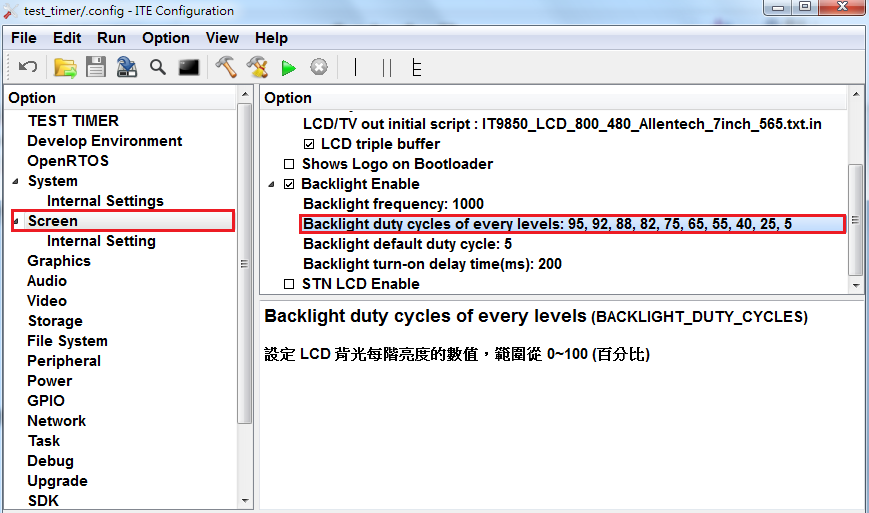 test_timer/.config - ITE Configuration
File Edit Run Option View Help
Option
TEST TIMER
Develop Environment
OpenRTOS
System
Internal Settings
Screen
Internal Setting
Graphics
Audio
Video
Storage
File System
Peripheral
Power
GPIO
Network
Task
Debug
Upgrade
SDK
Option
LCD/TV out initial script : IT9850_LCD_800_480_Allentech_7inch_565.txt.in
LCD triple buffer
Shows Logo on Bootloader
Backlight Enable
Backlight frequency: 1000
Backlight duty cycles of every levels: 95, 92, 88, 82, 75, 65, 55, 40, 25, 5
Backlight default duty cycle: 5
Backlight turn-on delay time(ms): 200
STN LCD Enable
Backlight duty cycles of every levels (BACKLIGHT_DUTY_CYCLES)
設定 LCD 背光每階亮度的數值，範圍從 0~100 (百分比)